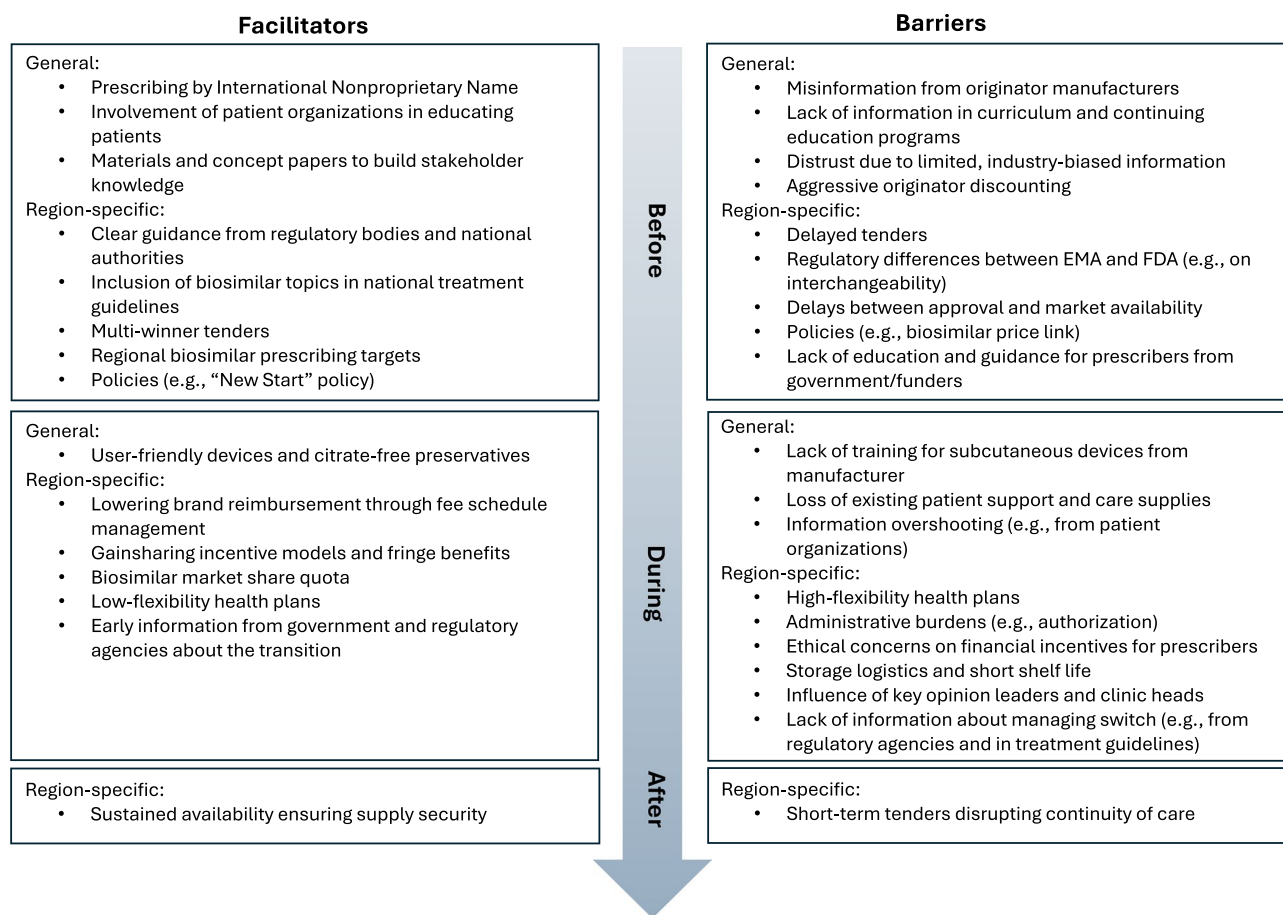 Facilitators
General:
• Prescribing by International Nonproprietary Name
• Involvement of patient organizations in educating
patients
• Materials and concept papers to build stakeholder
knowledge
Region-specific:
• Clear guidance from regulatory bodies and national
authorities
• Inclusion of biosimilar topics in national treatment
guidelines
• Multi-winner tenders
• Regional biosimilar prescribing targets
• Policies (e.g., “New Start” policy)
General:
• User-friendly devices and citrate-free preservatives
Region-specific:
• Lowering brand reimbursement through fee schedule
management
• Gainsharing incentive models and fringe benefits
• Biosimilar market share quota
• Low-flexibility health plans
• Early information from government and regulatory
agencies about the transition
Region-specific:
• Sustained availability ensuring supply security
Before
During
After
Barriers
General:
• Misinformation from originator manufacturers
• Lack of information in curriculum and continuing
education programs
• Distrust due to limited, industry-biased information
• Aggressive originator discounting
Region-specific:
• Delayed tenders
• Regulatory differences between EMA and FDA (e.g., on
interchangeability)
• Delays between approval and market availability
• Policies (e.g., biosimilar price link)
• Lack of education and guidance for prescribers from
government/funders
General:
• Lack of training for subcutaneous devices from
manufacturer
• Loss of existing patient support and care supplies
• Information overshooting (e.g., from patient
organizations)
Region-specific:
• High-flexibility health plans
• Administrative burdens (e.g., authorization)
• Ethical concerns on financial incentives for prescribers
• Storage logistics and short shelf life
• Influence of key opinion leaders and clinic heads
• Lack of information about managing switch (e.g., from
regulatory agencies and in treatment guidelines)
Region-specific:
• Short-term tenders disrupting continuity of care